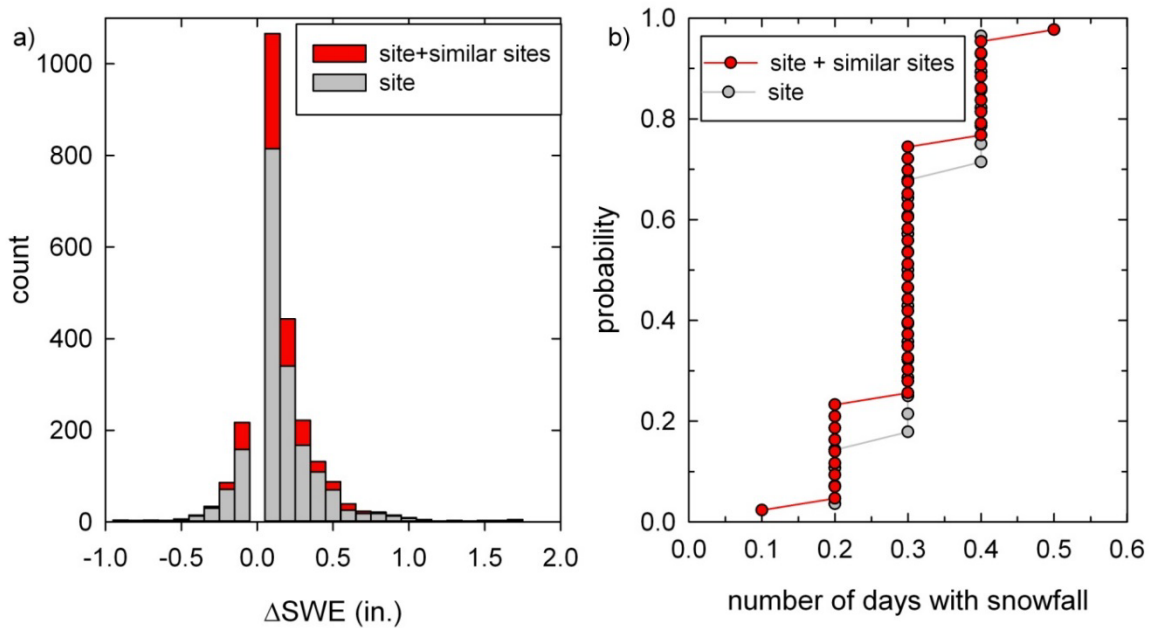 a)
site+similar sites
site
1000
800
600
400
200
0
count
-1.0 -0.5 0.0 0.5 1.0 1.5 2.0
ΔSWE (in.)
b)
site + similar sites
site
1.0
0.8
0.6
0.4
0.2
0.0
probability
0.0 0.1 0.2 0.3 0.4 0.5 0.6
number of days with snowfall